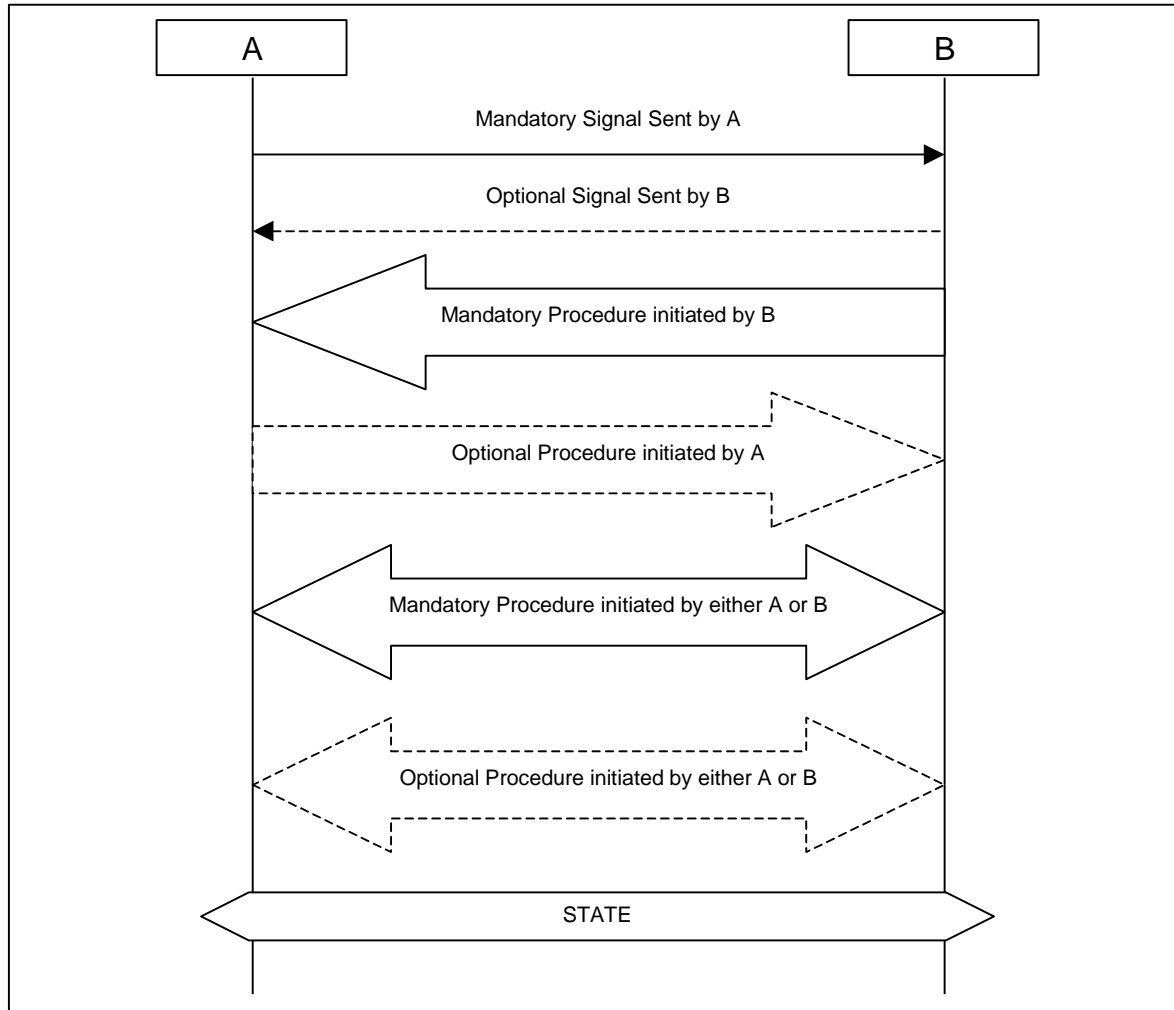 A
B
Mandatory Signal Sent by A
Optional Signal Sent by B
Mandatory Procedure initiated by B
Optional Procedure initiated by A
Mandatory Procedure initiated by either A or B
Optional Procedure initiated by either A or B
STATE